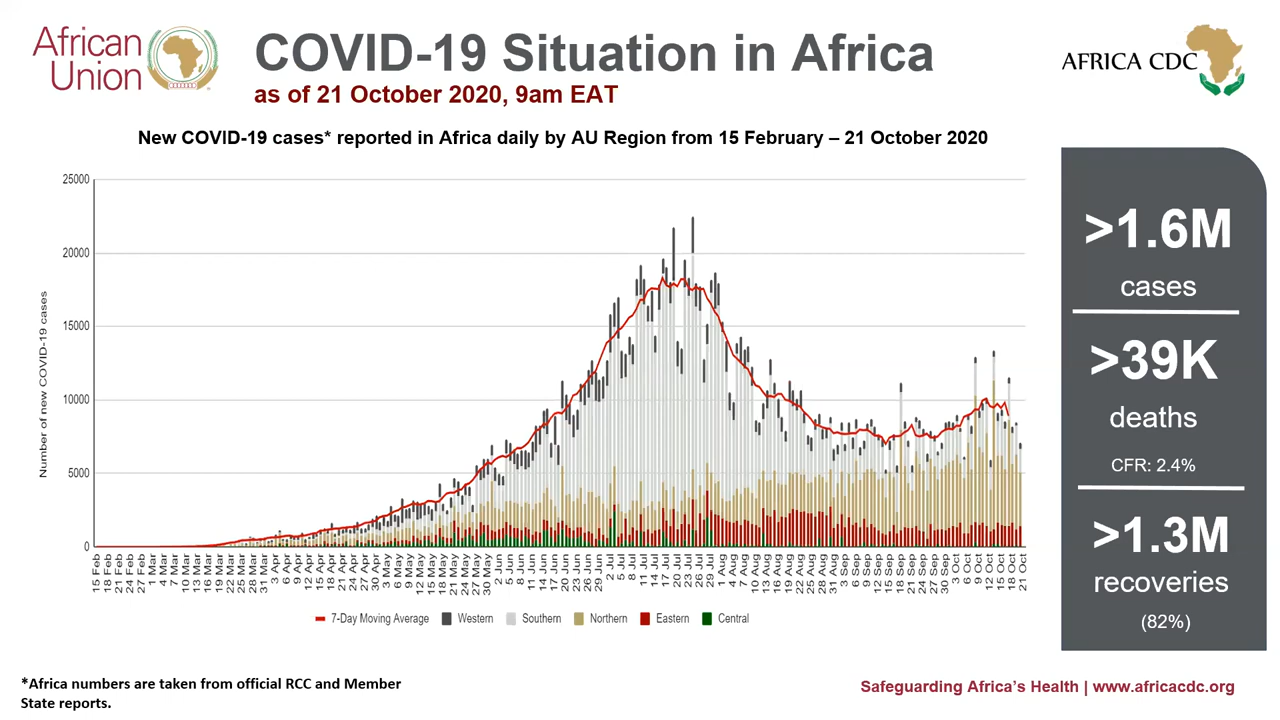 African
Union
COVID-19 Situation in Africa
as of 21 October 2020, 9am EAT
AFRICA CDC
New COVID-19 cases* reported in Africa daily by AU Region from 15 February – 21 October 2020
Number of new COVID-19 cases
25000
20000
15000
10000
5000
0
15 Feb
18 Feb
21 Feb
24 Feb
27 Feb
1 Mar
4 Mar
7 Mar
10 Mar
13 Mar
16 Mar
19 Mar
22 Mar
25 Mar
28 Mar
31 Mar
3 Apr
6 Apr
9 Apr
12 Apr
15 Apr
18 Apr
21 Apr
24 Apr
27 Apr
30 Apr
3 May
6 May
9 May
12 May
15 May
18 May
21 May
24 May
27 May
30 May
2 Jun
5 Jun
8 Jun
11 Jun
14 Jun
17 Jun
20 Jun
23 Jun
26 Jun
29 Jun
2 Jul
5 Jul
8 Jul
11 Jul
14 Jul
17 Jul
20 Jul
23 Jul
26 Jul
29 Jul
1 Aug
4 Aug
7 Aug
10 Aug
13 Aug
16 Aug
19 Aug
22 Aug
25 Aug
28 Aug
31 Aug
3 Sep
6 Sep
9 Sep
12 Sep
15 Sep
18 Sep
21 Sep
24 Sep
27 Sep
30 Sep
3 Oct
6 Oct
9 Oct
12 Oct
15 Oct
18 Oct
21 Oct
7-Day Moving Average Western Southern Northern Eastern Central
>1.6M
cases
>39K
deaths
CFR: 2.4%
>1.3M
recoveries
(82%)
*Africa numbers are taken from official RCC and Member
State reports.
Safeguarding Africa's Health | www.africacdc.org